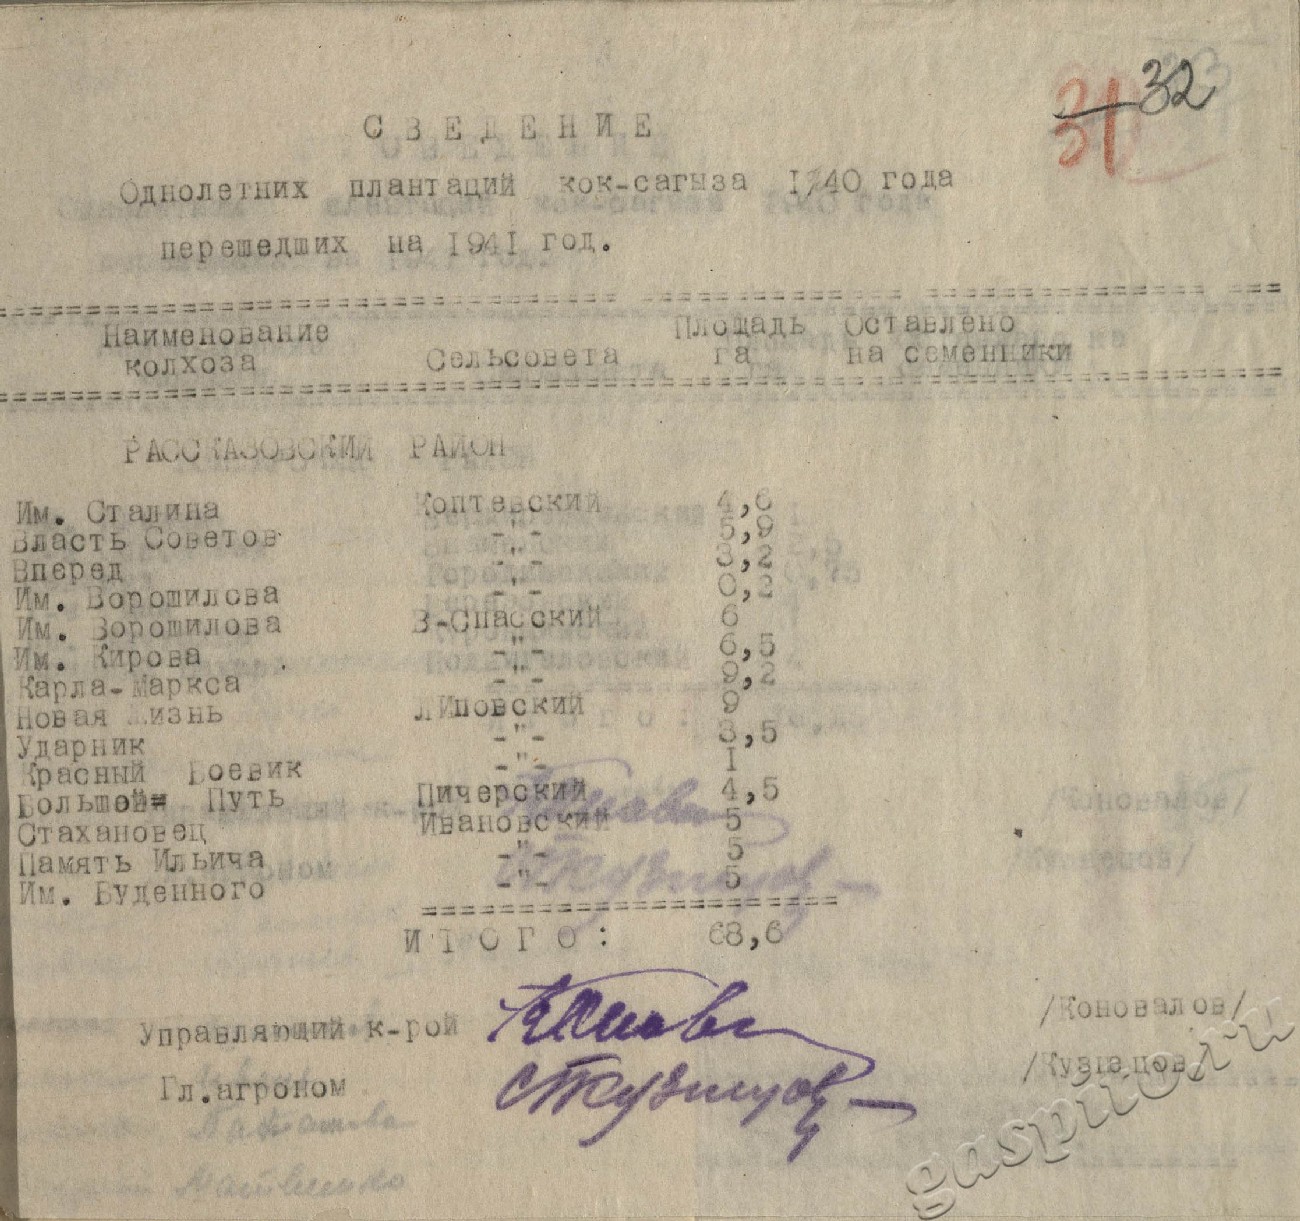 32
31
СВЕДЕНИЕ
Однолетних плантаций кок-сагыза 1940 года
перешедших на 1941 год.
Наименование колхоза Сельсовета Площадь га Оставлено на семенники
РАССКАЗОВСКИЙ РАЙОН
Им. Сталина Коптевский 4,6
Власть Советов -"- 5,9
Вперед -"- 3,2
Им. Ворошилова -"- 0,2
Им. Ворошилова В-Спасский 6
Им. Кирова -"- 6,5
Карла-Маркса -"- 9,2
Новая Жизнь Липовский 9
Ударник -"- 3,5
Красный Боевик -"- I
Большой Путь Пичерский 4,5
Стахановец Ивановский 5
Память Ильича -"- 5
Им. Буденного -"- 5
ИТОГО: 68,6
Управляющий к-рой /Коновалов/
Гл.агроном /Кузнецов/
gaspito.ru